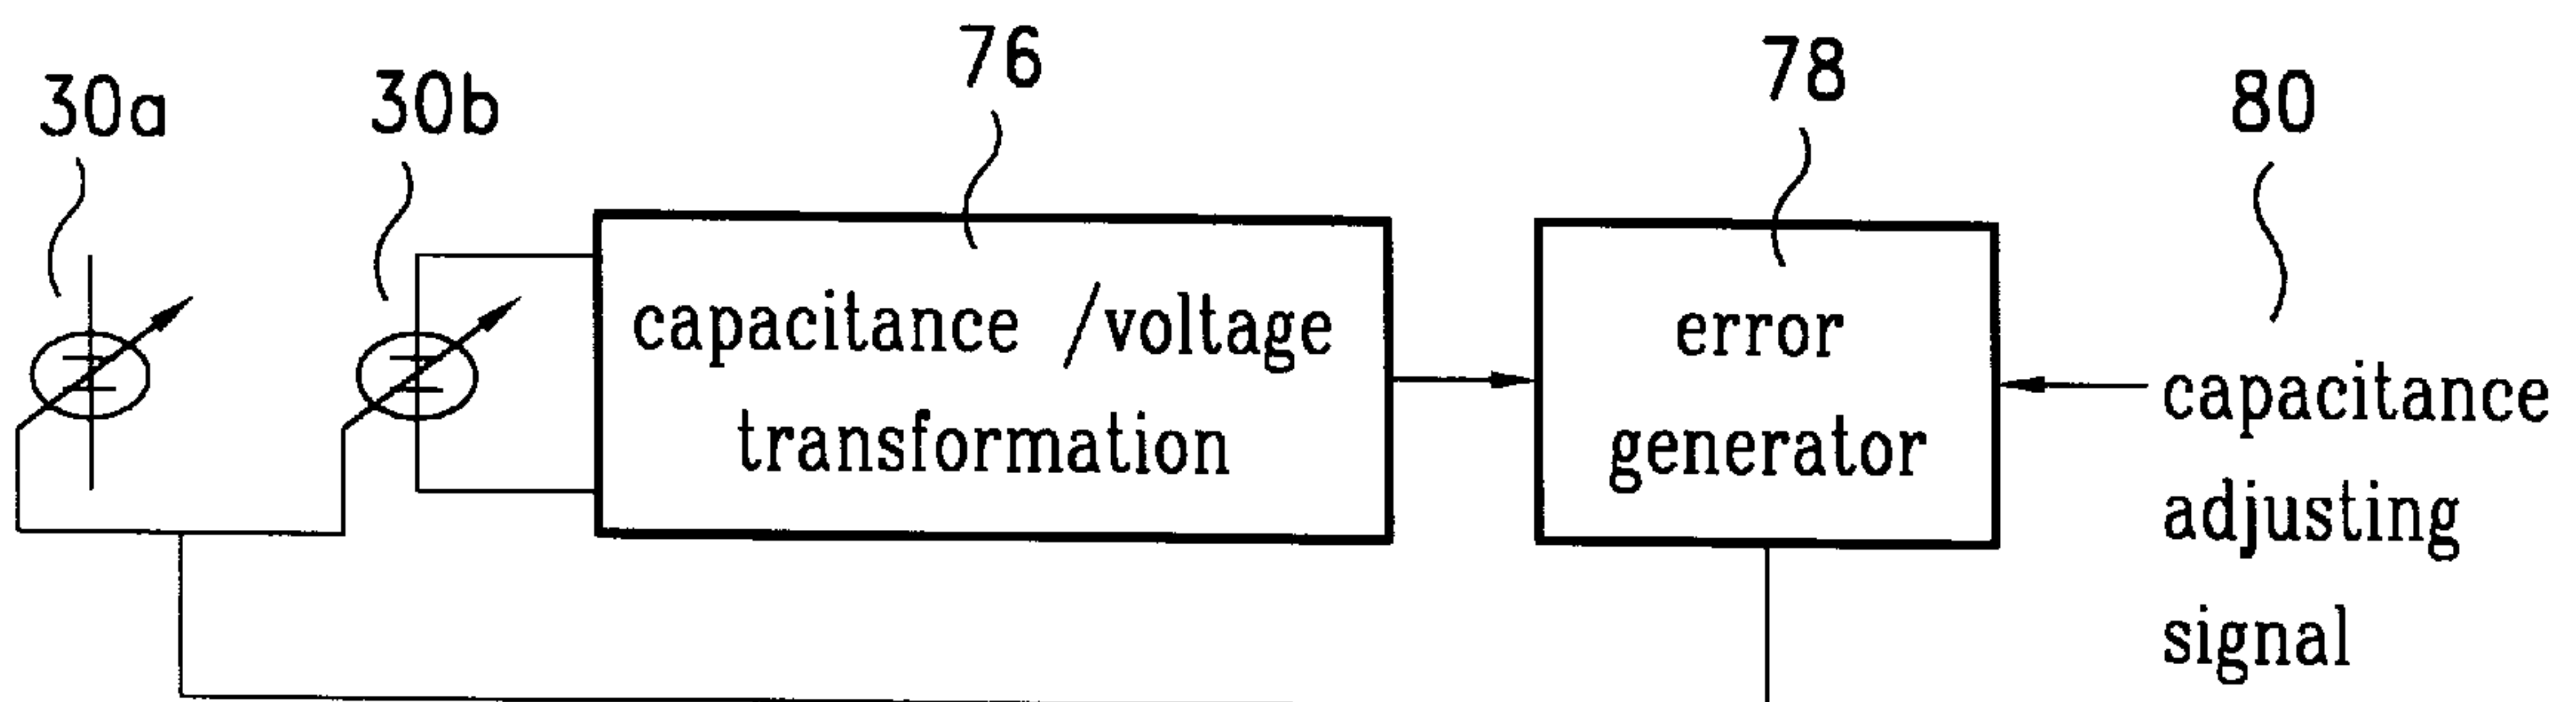 30a
30b
76
78
80
capacitance /voltage
transformation
error
generator
capacitance
adjusting
signal